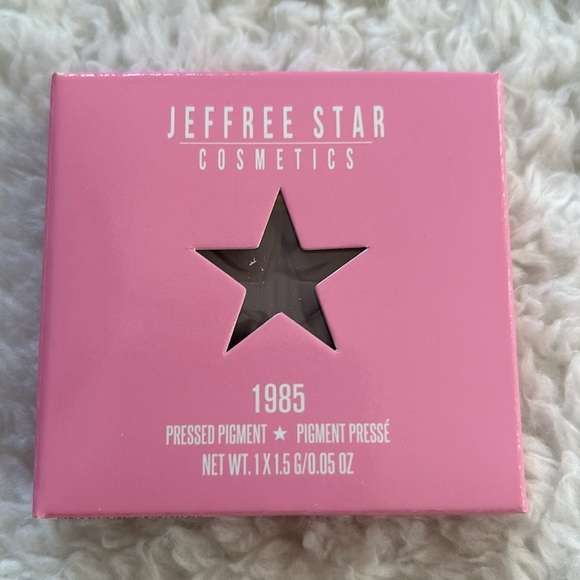 JEFFREE STAR
COSMETICS
1985
PRESSED PIGMENT ★ PIGMENT PRESSÉ
NET WT. 1 X 1.5 G/0.05 OZ